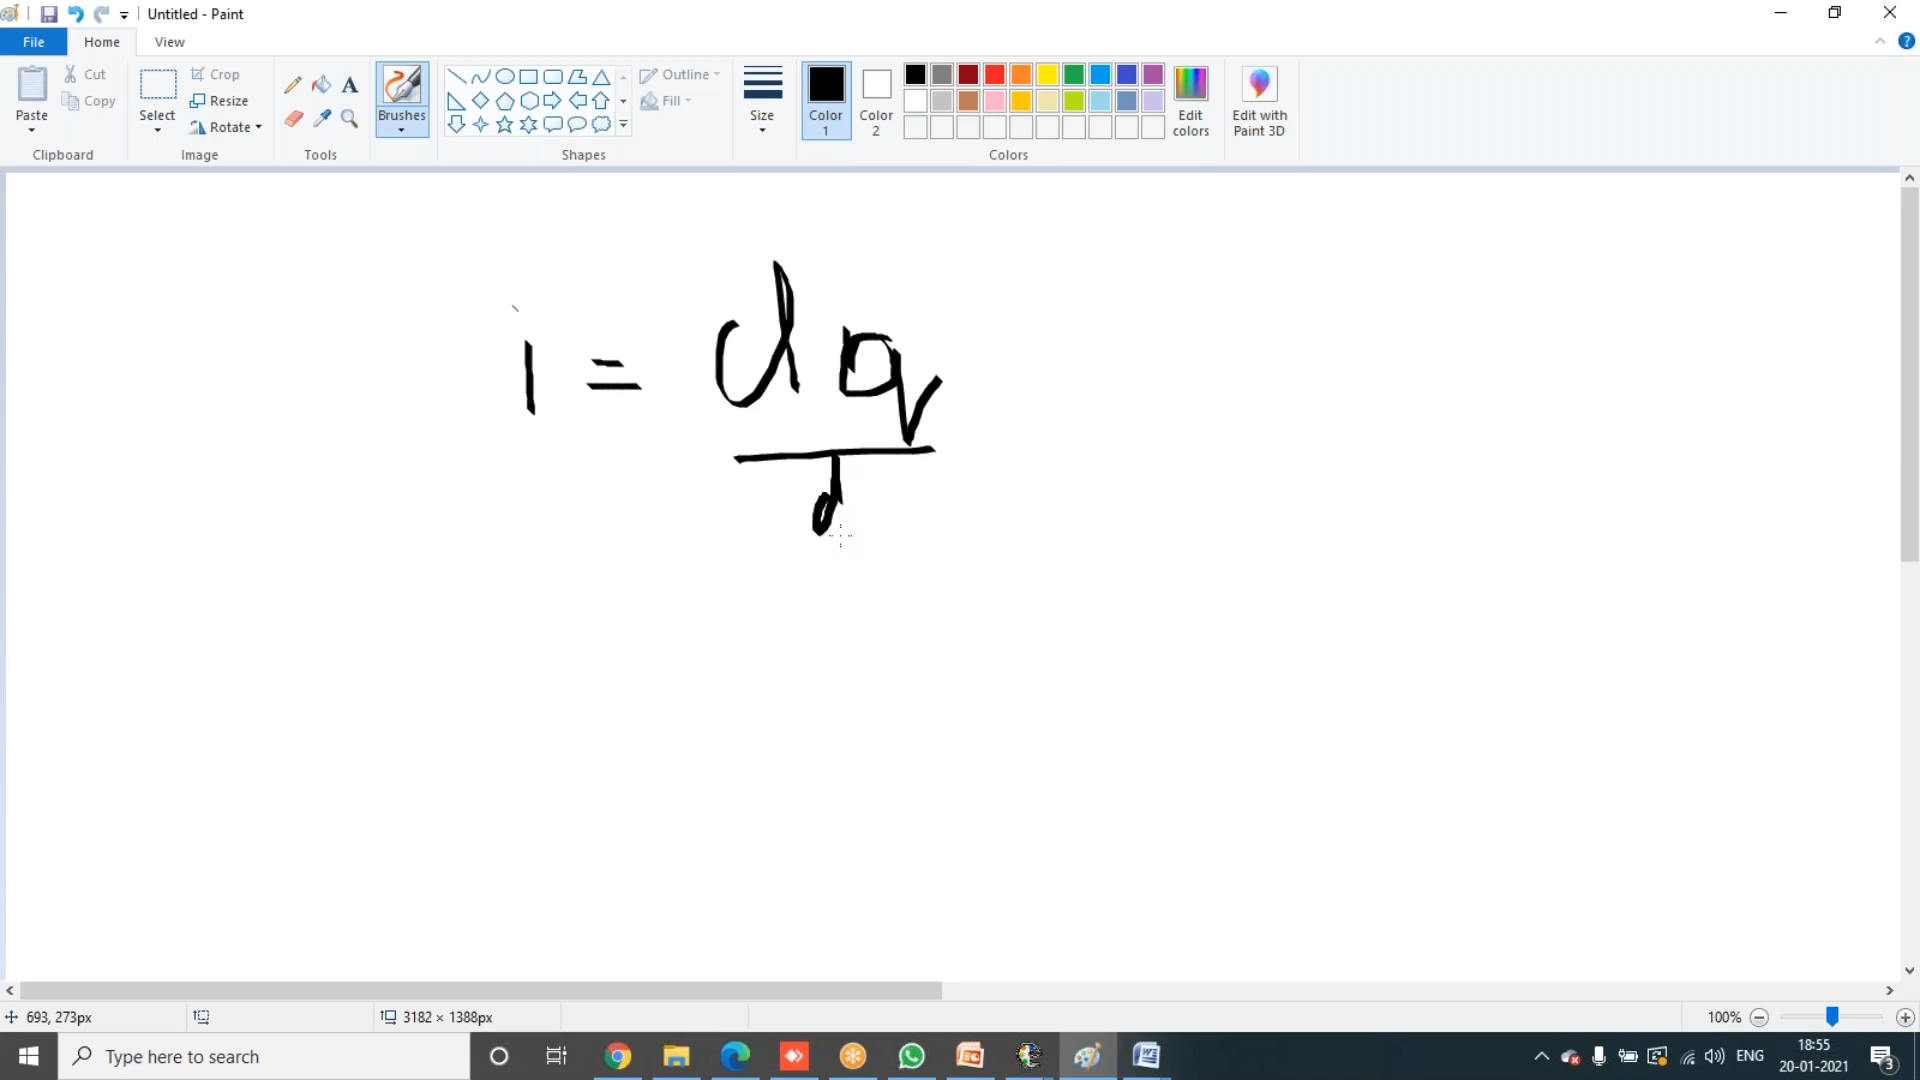 Untitled - Paint
File Home View
Paste
Cut
Copy
Clipboard
Select
Crop
Resize
Rotate
Image
Tools
Brushes
Shapes
Outline
Fill
Size
Color 1
Color 2
Colors
Edit colors
Edit with Paint 3D
i = dq
d
693, 273px
3182 × 1388px
100%
Type here to search
ENG
18:55
20-01-2021
3